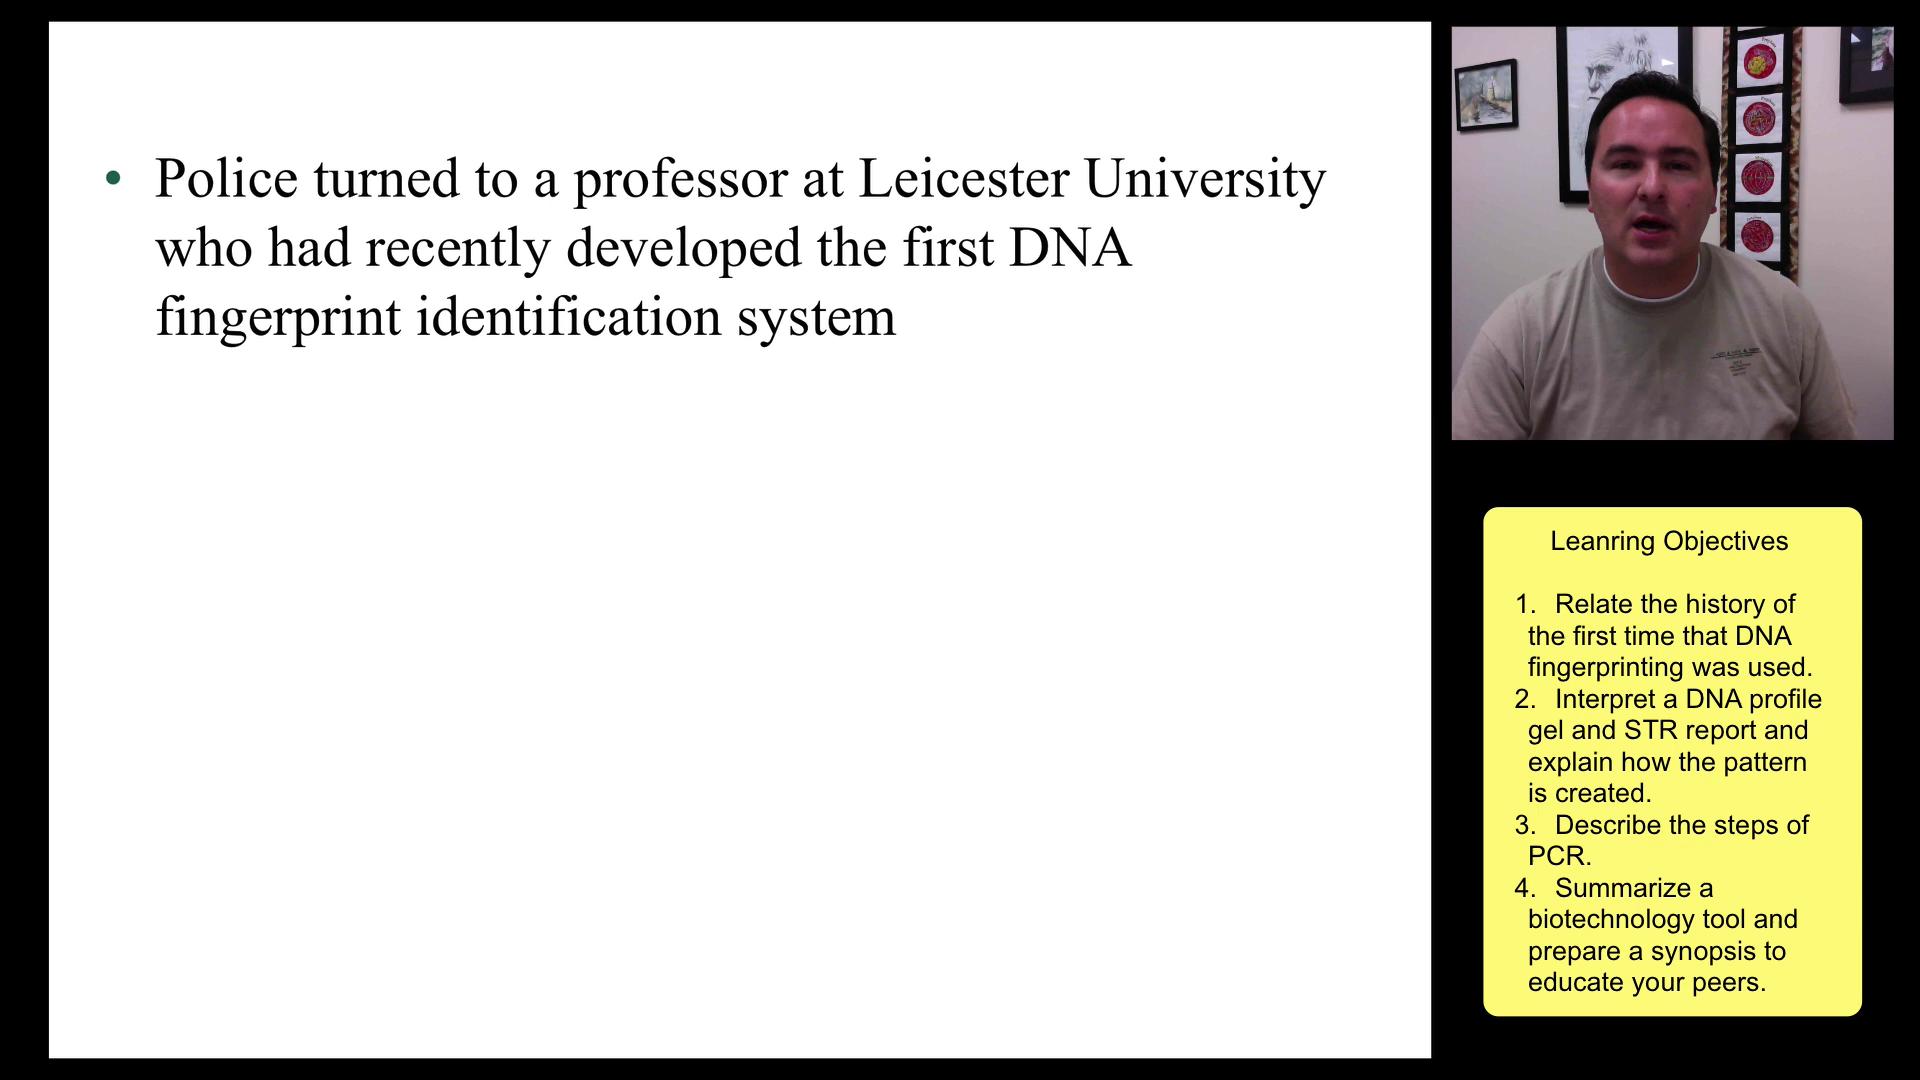 • Police turned to a professor at Leicester University
who had recently developed the first DNA
fingerprint identification system
Leanring Objectives
1. Relate the history of
the first time that DNA
fingerprinting was used.
2. Interpret a DNA profile
gel and STR report and
explain how the pattern
is created.
3. Describe the steps of
PCR.
4. Summarize a
biotechnology tool and
prepare a synopsis to
educate your peers.